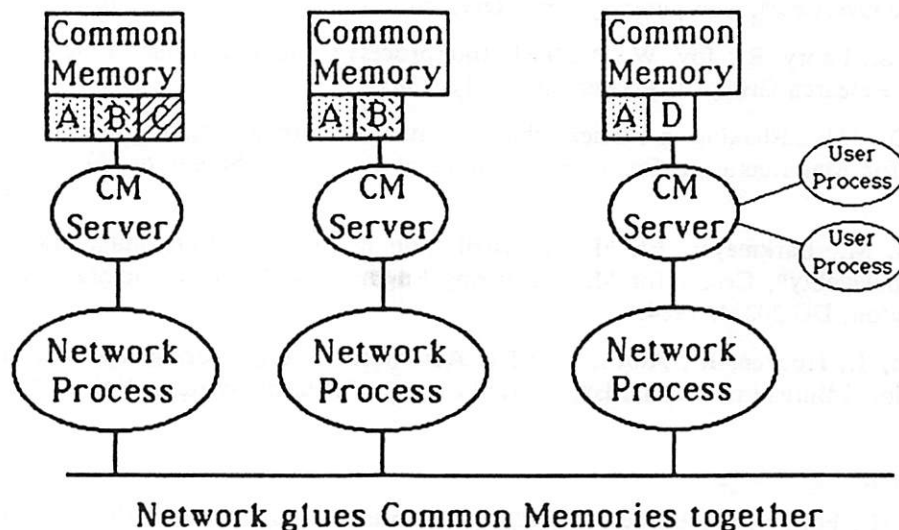 Common Memory
A B C
CM Server
Network Process
Common Memory
A B
CM Server
Network Process
Common Memory
A D
CM Server
User Process
User Process
Network Process
Network glues Common Memories together